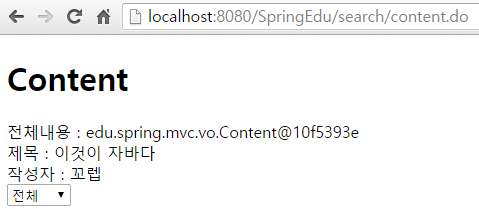 localhost:8080/SpringEdu/search/content.do
Content
전체내용 : edu.spring.mvc.vo.Content@10f5393e
제목 : 이것이 자바다
작성자 : 꼬렙
전체